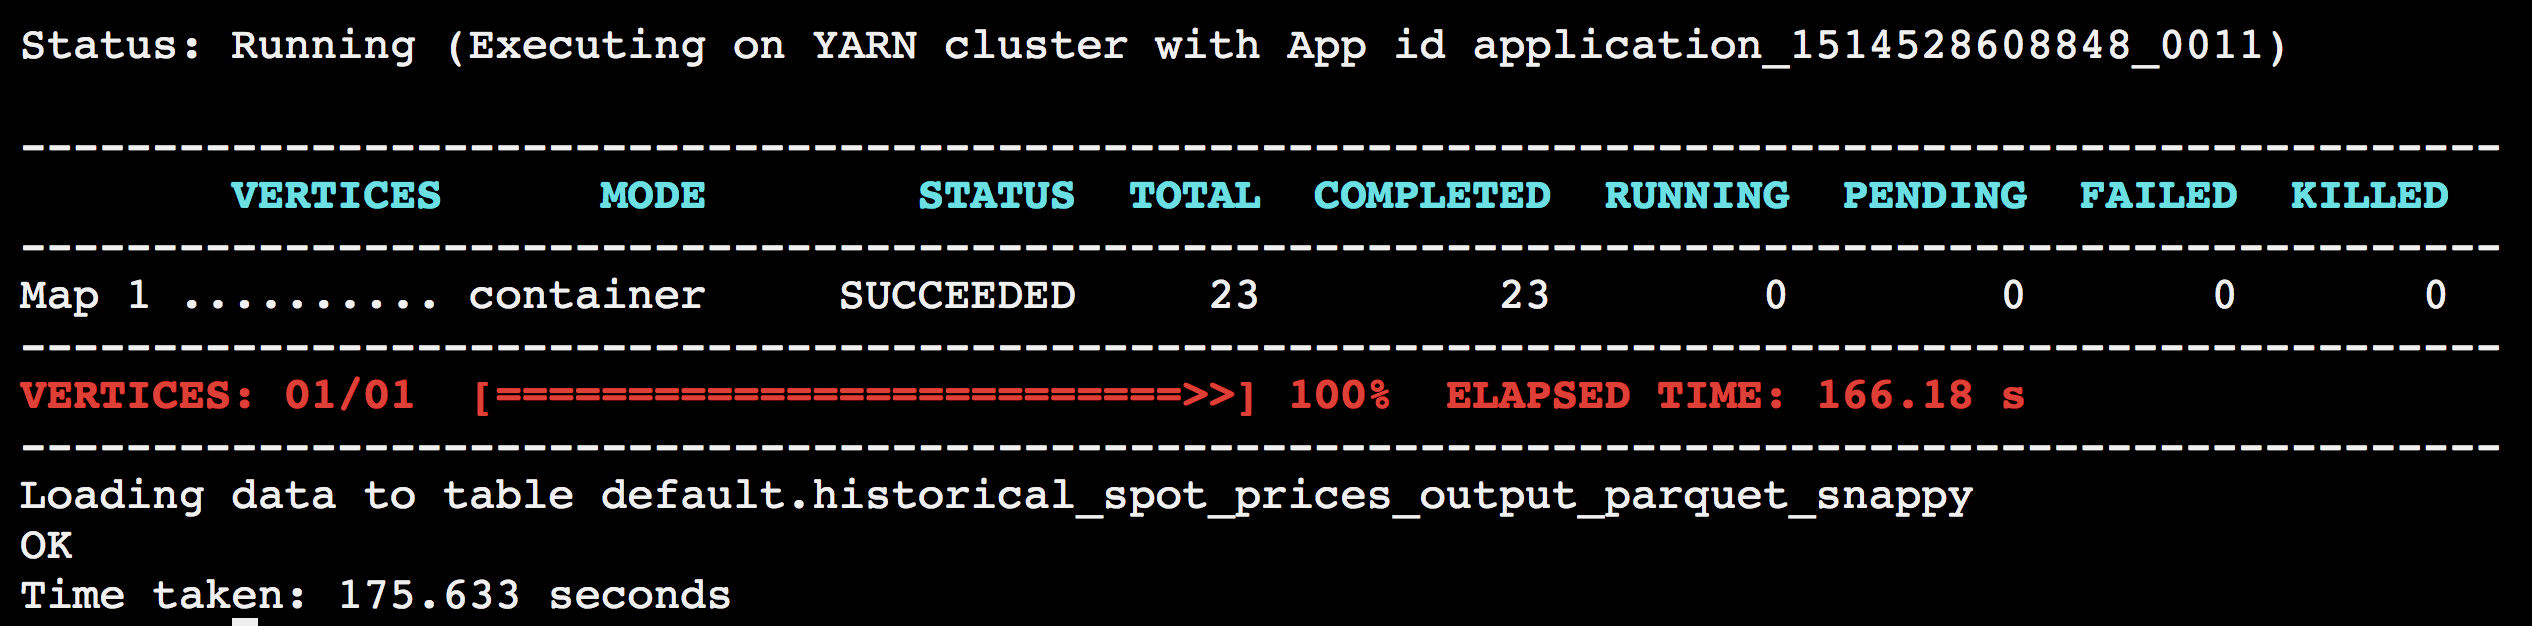 Status: Running (Executing on YARN cluster with App id application_1514528608848_0011)
----------------------------------------------------------------------------------------------
        VERTICES      MODE        STATUS  TOTAL  COMPLETED  RUNNING  PENDING  FAILED  KILLED
----------------------------------------------------------------------------------------------
Map 1 .......... container     SUCCEEDED     23         23        0        0       0       0
----------------------------------------------------------------------------------------------
VERTICES: 01/01  [==========================>>] 100%  ELAPSED TIME: 166.18 s
----------------------------------------------------------------------------------------------
Loading data to table default.historical_spot_prices_output_parquet_snappy
OK
Time taken: 175.633 seconds